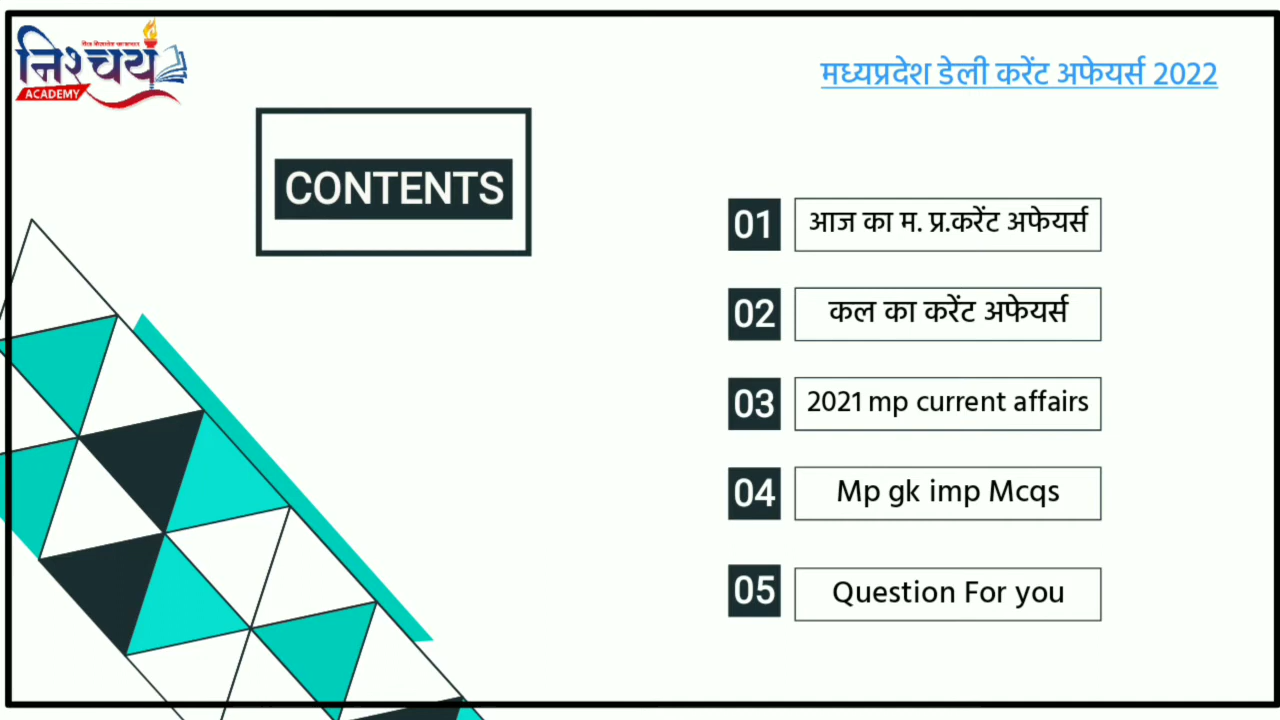 निश्चय
ACADEMY
मध्यप्रदेश डेली करेंट अफेयर्स 2022
CONTENTS
01 आज का म. प्र.करेंट अफेयर्स
02 कल का करेंट अफेयर्स
03 2021 mp current affairs
04 Mp gk imp Mcqs
05 Question For you